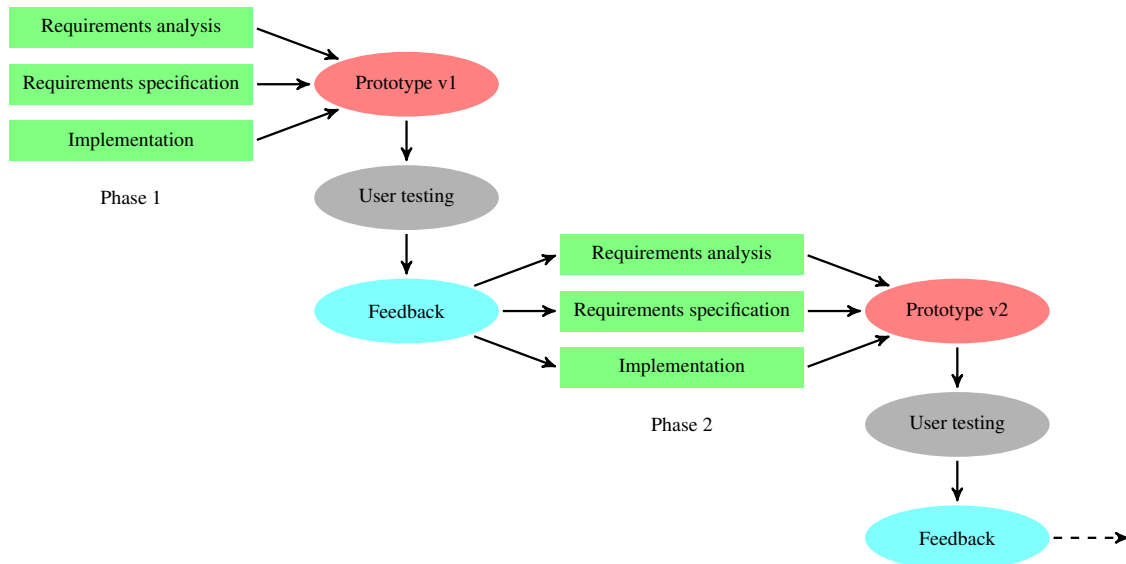 Requirements analysis
Requirements specification
Implementation
Phase 1
Prototype v1
User testing
Feedback
Requirements analysis
Requirements specification
Implementation
Phase 2
Prototype v2
User testing
Feedback